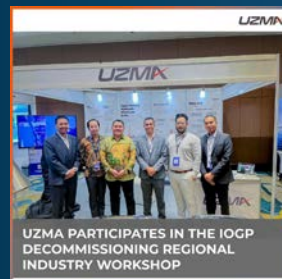 UZMA
UZMA
UZMA PARTICIPATES IN THE IOGP
DECOMMISSIONING REGIONAL
INDUSTRY WORKSHOP